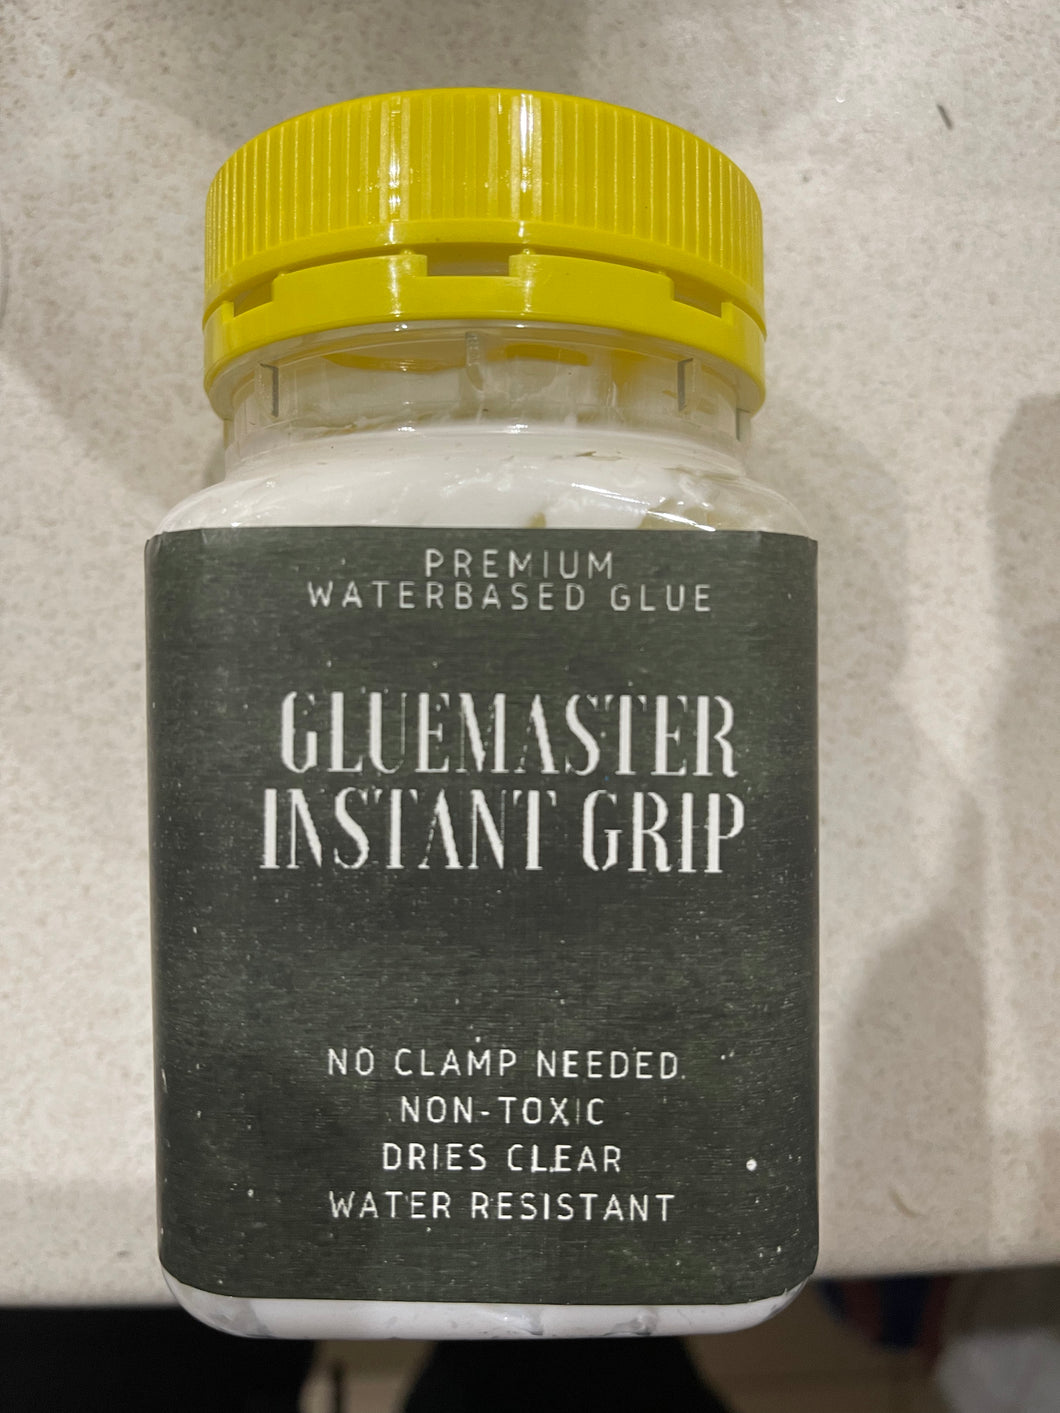 PREMIUM
WATERBASED GLUE
GLUEMASTER
INSTANT GRIP
NO CLAMP NEEDED.
NON-TOXIC
DRIES CLEAR
WATER RESISTANT